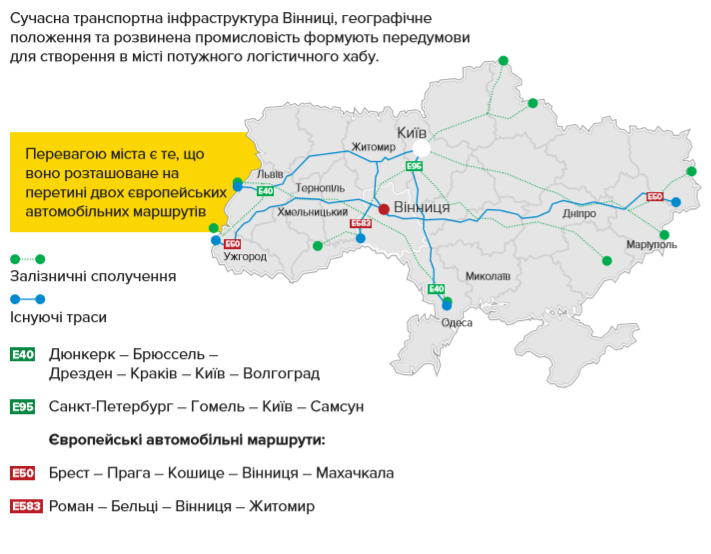 Сучасна транспортна інфраструктура Вінниці, географічне
положення та розвинена промисловість формують передумови
для створення в місті потужного логістичного хабу.
Перевагою міста є те, що
воно розташоване на
перетині двох європейських
автомобільних маршрутів
Київ
Житомир
E95
Львів
E40
Тернопіль
Хмельницький
Вінниця
E50
E583
Дніпро
E50
Ужгород
Маріуполь
Миколаїв
E40
Одеса
Залізничні сполучення
Існуючі траси
E40 Дюнкерк – Брюссель –
Дрезден – Краків – Київ – Волгоград
E95 Санкт-Петербург – Гомель – Київ – Самсун
Європейські автомобільні маршрути:
E50 Брест – Прага – Кошице – Вінниця – Махачкала
E583 Роман – Бельці – Вінниця – Житомир